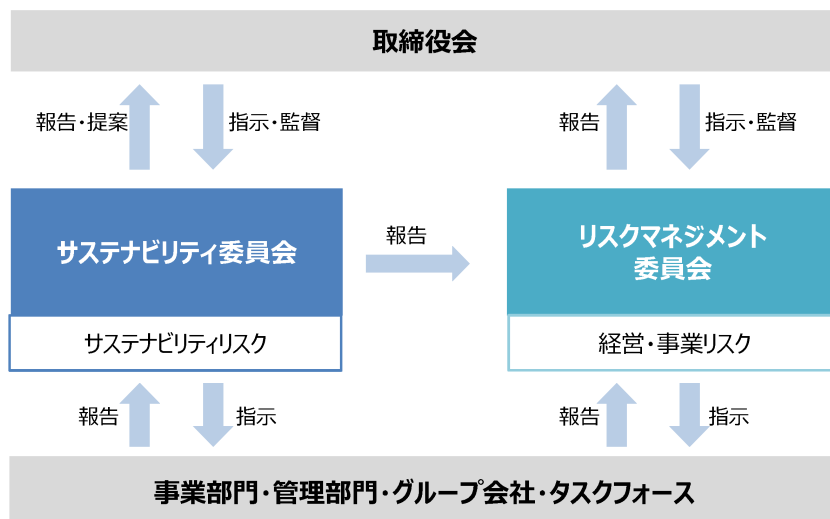 取締役会
報告・提案
指示・監督
報告
指示・監督
サステナビリティ委員会
報告
リスクマネジメント
委員会
サステナビリティリスク
経営・事業リスク
報告
指示
報告
指示
事業部門・管理部門・グループ会社・タスクフォース